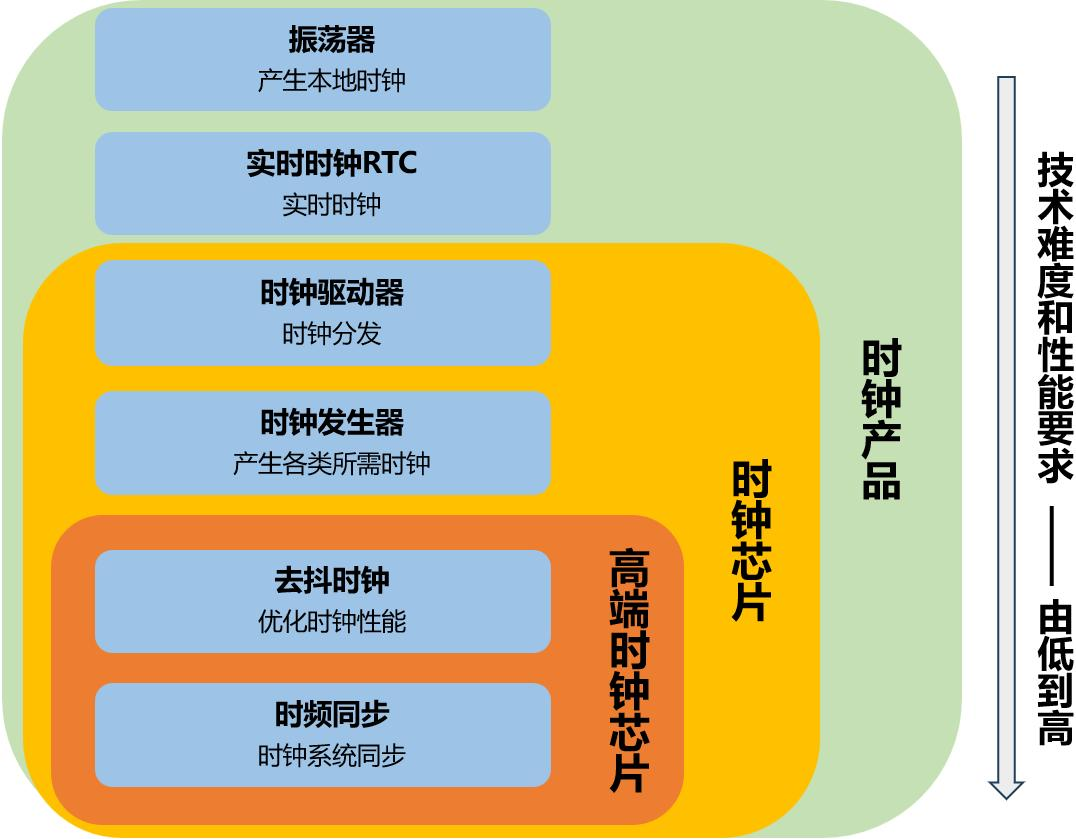 振荡器
产生本地时钟
实时时钟RTC
实时时钟
时钟驱动器
时钟分发
时钟发生器
产生各类所需时钟
去抖时钟
优化时钟性能
时频同步
时钟系统同步
高端时钟芯片
时钟芯片
时钟产品
技术难度和性能要求——由低到高